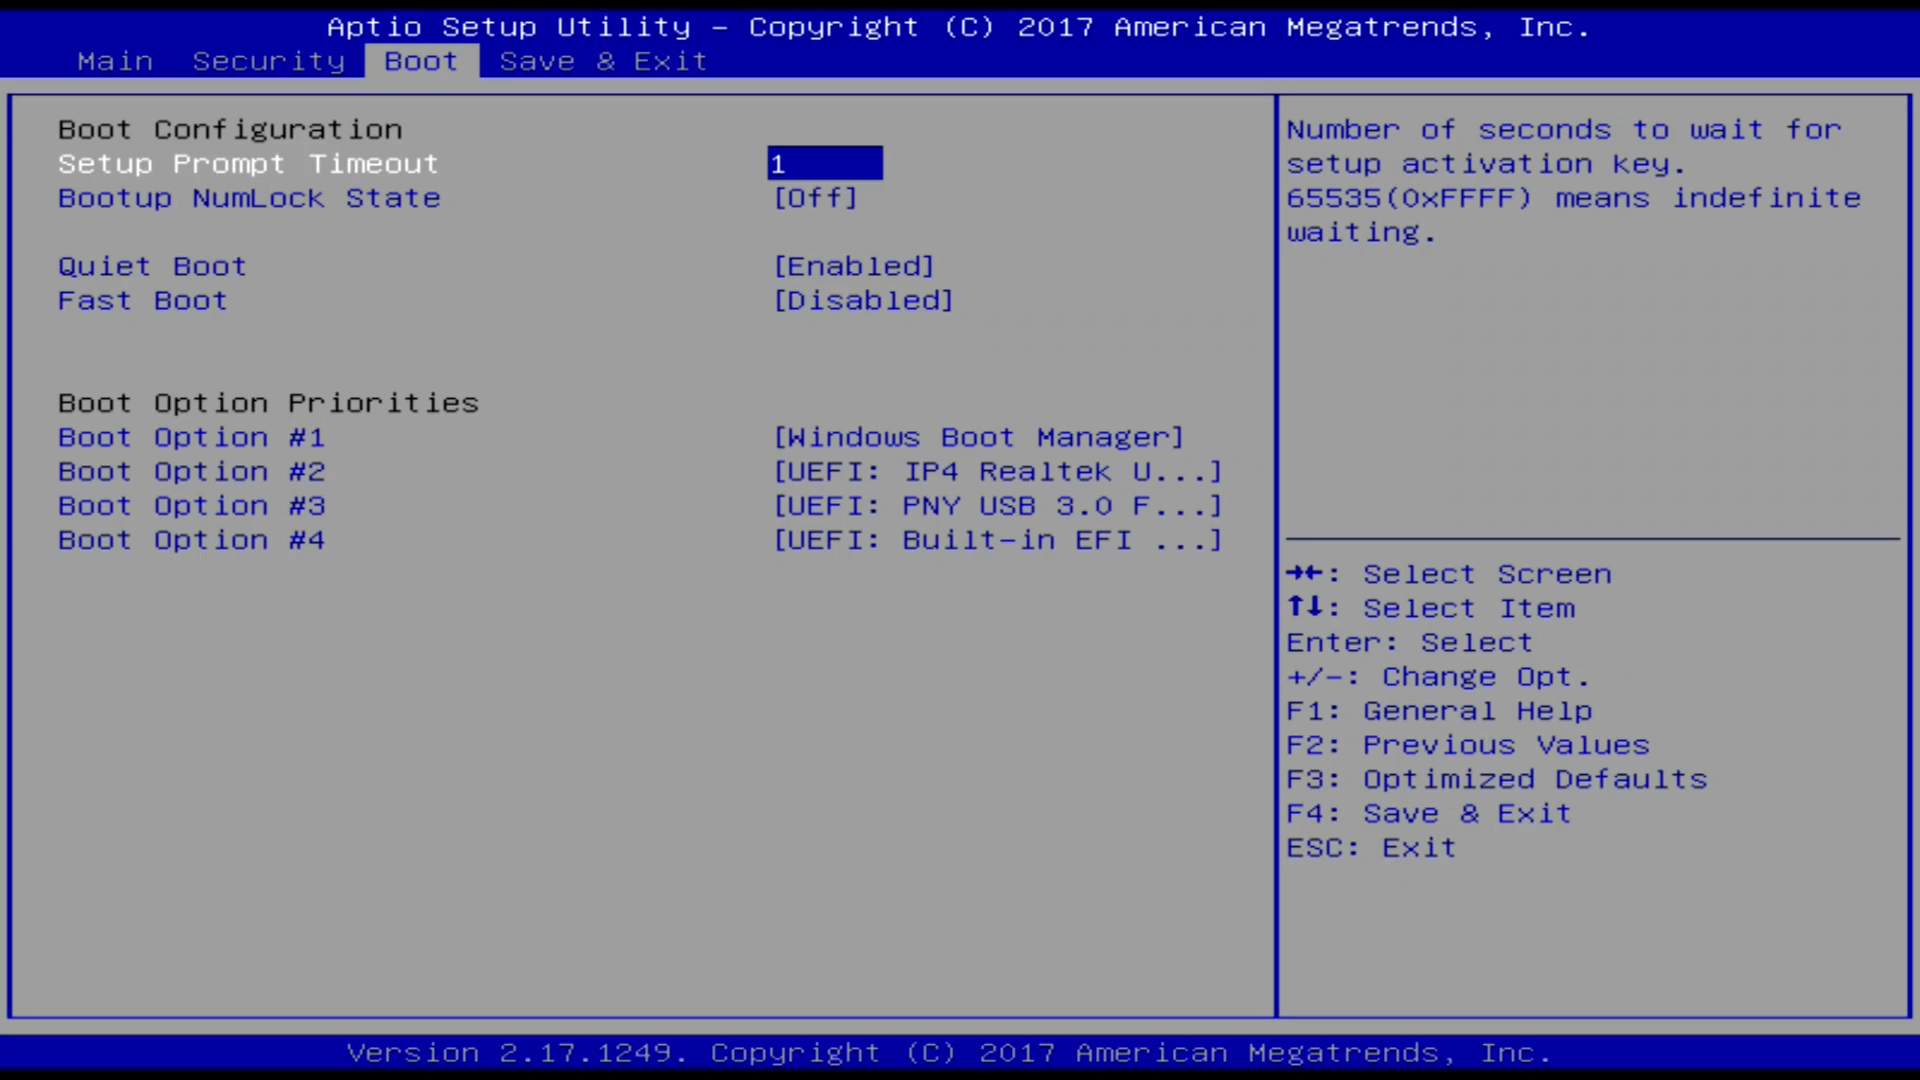 Aptio Setup Utility – Copyright (C) 2017 American Megatrends, Inc.
Main Security Boot Save & Exit
Boot Configuration
Setup Prompt Timeout 1
Bootup NumLock State [Off]
Quiet Boot [Enabled]
Fast Boot [Disabled]
Boot Option Priorities
Boot Option #1 [Windows Boot Manager]
Boot Option #2 [UEFI: IP4 Realtek U...]
Boot Option #3 [UEFI: PNY USB 3.0 F...]
Boot Option #4 [UEFI: Built-in EFI ...]
Number of seconds to wait for
setup activation key.
65535(0xFFFF) means indefinite
waiting.
→←: Select Screen
↑↓: Select Item
Enter: Select
+/-: Change Opt.
F1: General Help
F2: Previous Values
F3: Optimized Defaults
F4: Save & Exit
ESC: Exit
Version 2.17.1249. Copyright (C) 2017 American Megatrends, Inc.